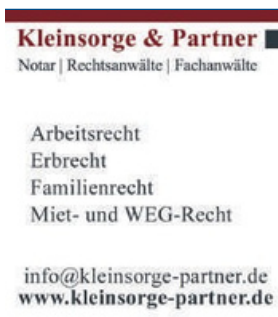 Kleinsorge & Partner
Notar | Rechtsanwälte | Fachanwälte
Arbeitsrecht
Erbrecht
Familienrecht
Miet- und WEG-Recht
info@kleinsorge-partner.de
www.kleinsorge-partner.de